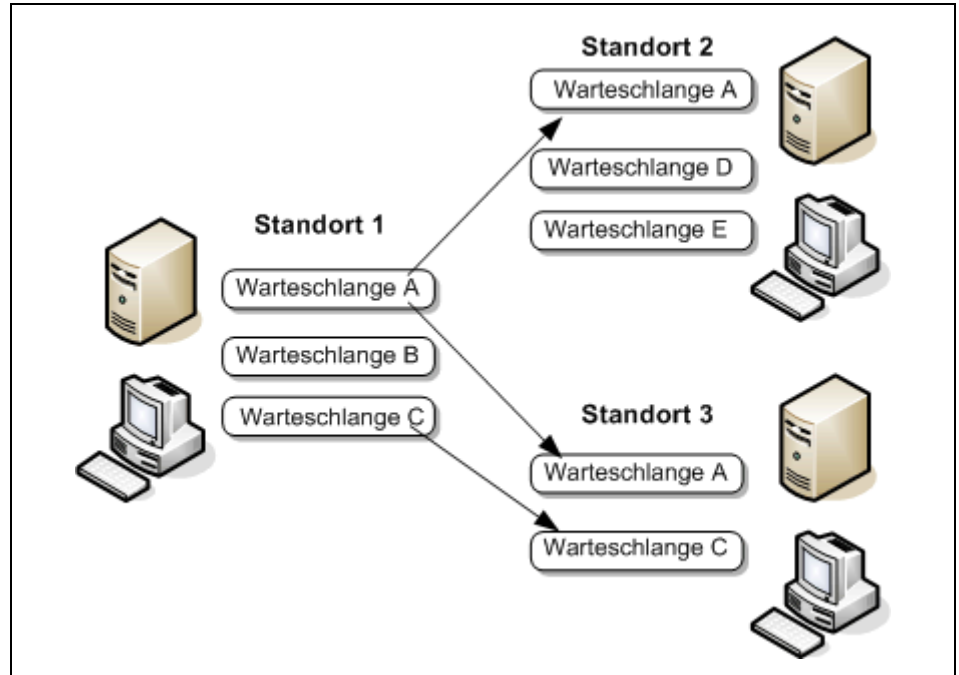 Standort 1
Warteschlange A
Warteschlange B
Warteschlange C
Standort 2
Warteschlange A
Warteschlange D
Warteschlange E
Standort 3
Warteschlange A
Warteschlange C